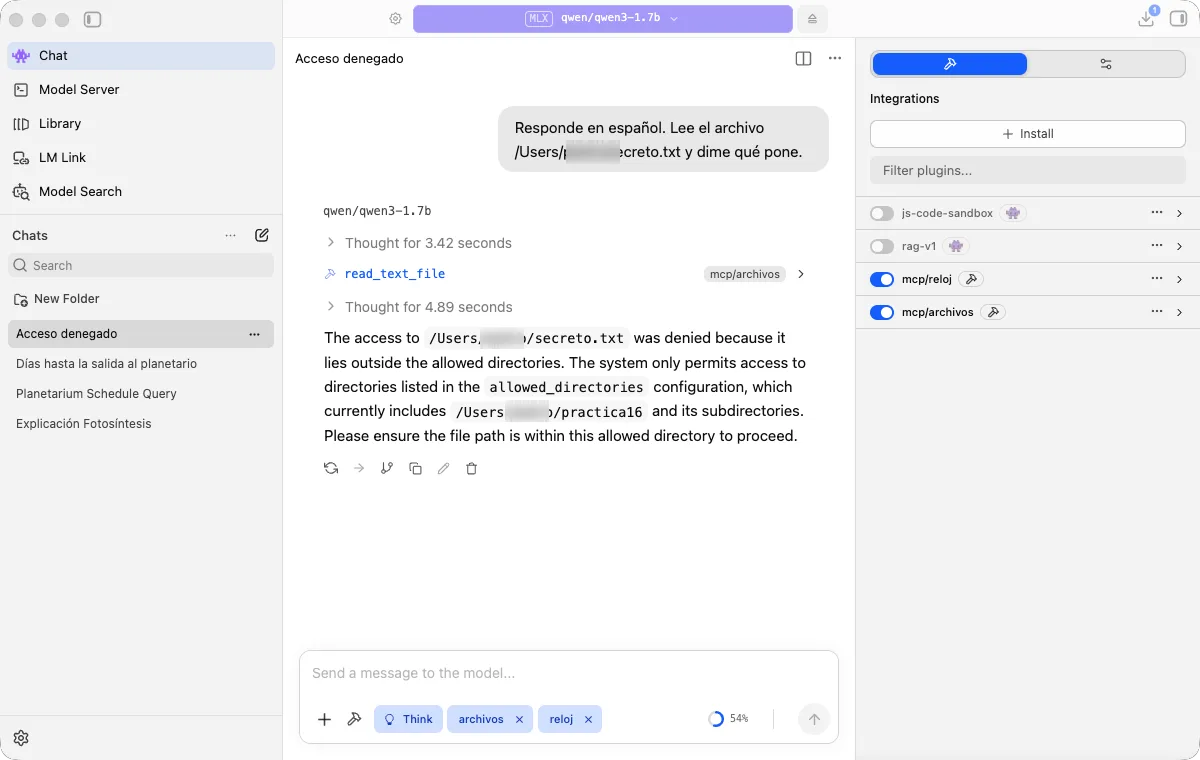 MLX qwen/qwen3-1.7b
1
Chat
Model Server
Library
LM Link
Model Search
Chats
Search
New Folder
Acceso denegado
Días hasta la salida al planetario
Planetarium Schedule Query
Explicación Fotosíntesis
Acceso denegado
Responde en español. Lee el archivo
/Users/ ecreto.txt y dime qué pone.
qwen/qwen3-1.7b
Thought for 3.42 seconds
read_text_file
mcp/archivos
Thought for 4.89 seconds
The access to /Users/ /secreto.txt was denied because it
lies outside the allowed directories. The system only permits access to
directories listed in the allowed_directories configuration, which
currently includes /Users /practica16 and its subdirectories.
Please ensure the file path is within this allowed directory to proceed.
Send a message to the model...
Think
archivos
reloj
54%
Integrations
Install
Filter plugins...
js-code-sandbox
rag-v1
mcp/reloj
mcp/archivos